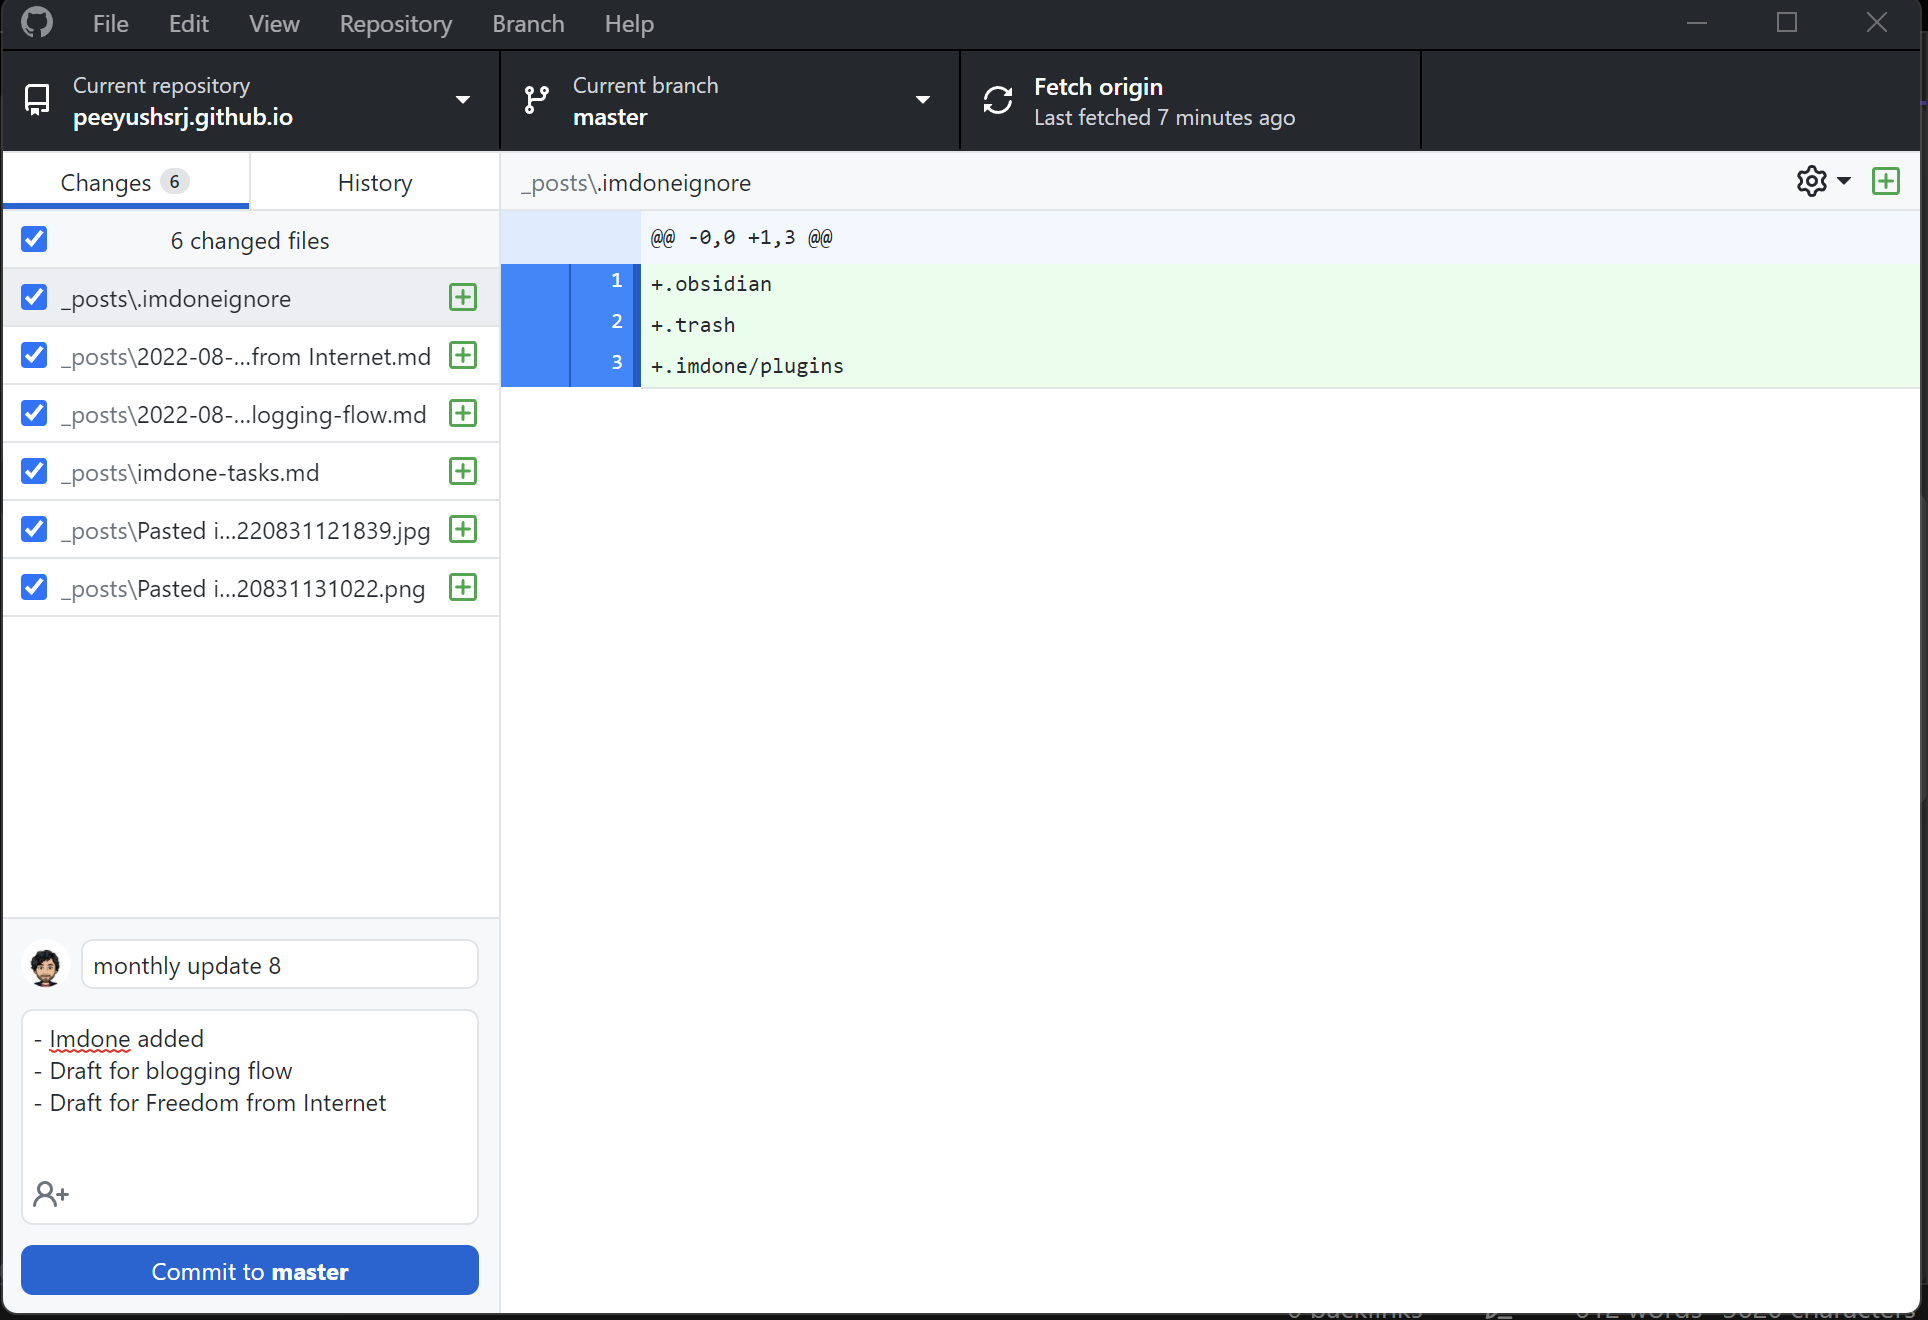 File Edit View Repository Branch Help
Current repository
peeyushsrj.github.io
Current branch
master
Fetch origin
Last fetched 7 minutes ago
Changes 6
History
_posts\.imdoneignore
6 changed files
@@ -0,0 +1,3 @@
_posts\.imdoneignore
1 +.obsidian
2 +.trash
3 +.imdone/plugins
_posts\2022-08-...from Internet.md
_posts\2022-08-...logging-flow.md
_posts\imdone-tasks.md
_posts\Pasted i...220831121839.jpg
_posts\Pasted i...20831131022.png
monthly update 8
- Imdone added
- Draft for blogging flow
- Draft for Freedom from Internet
Commit to master